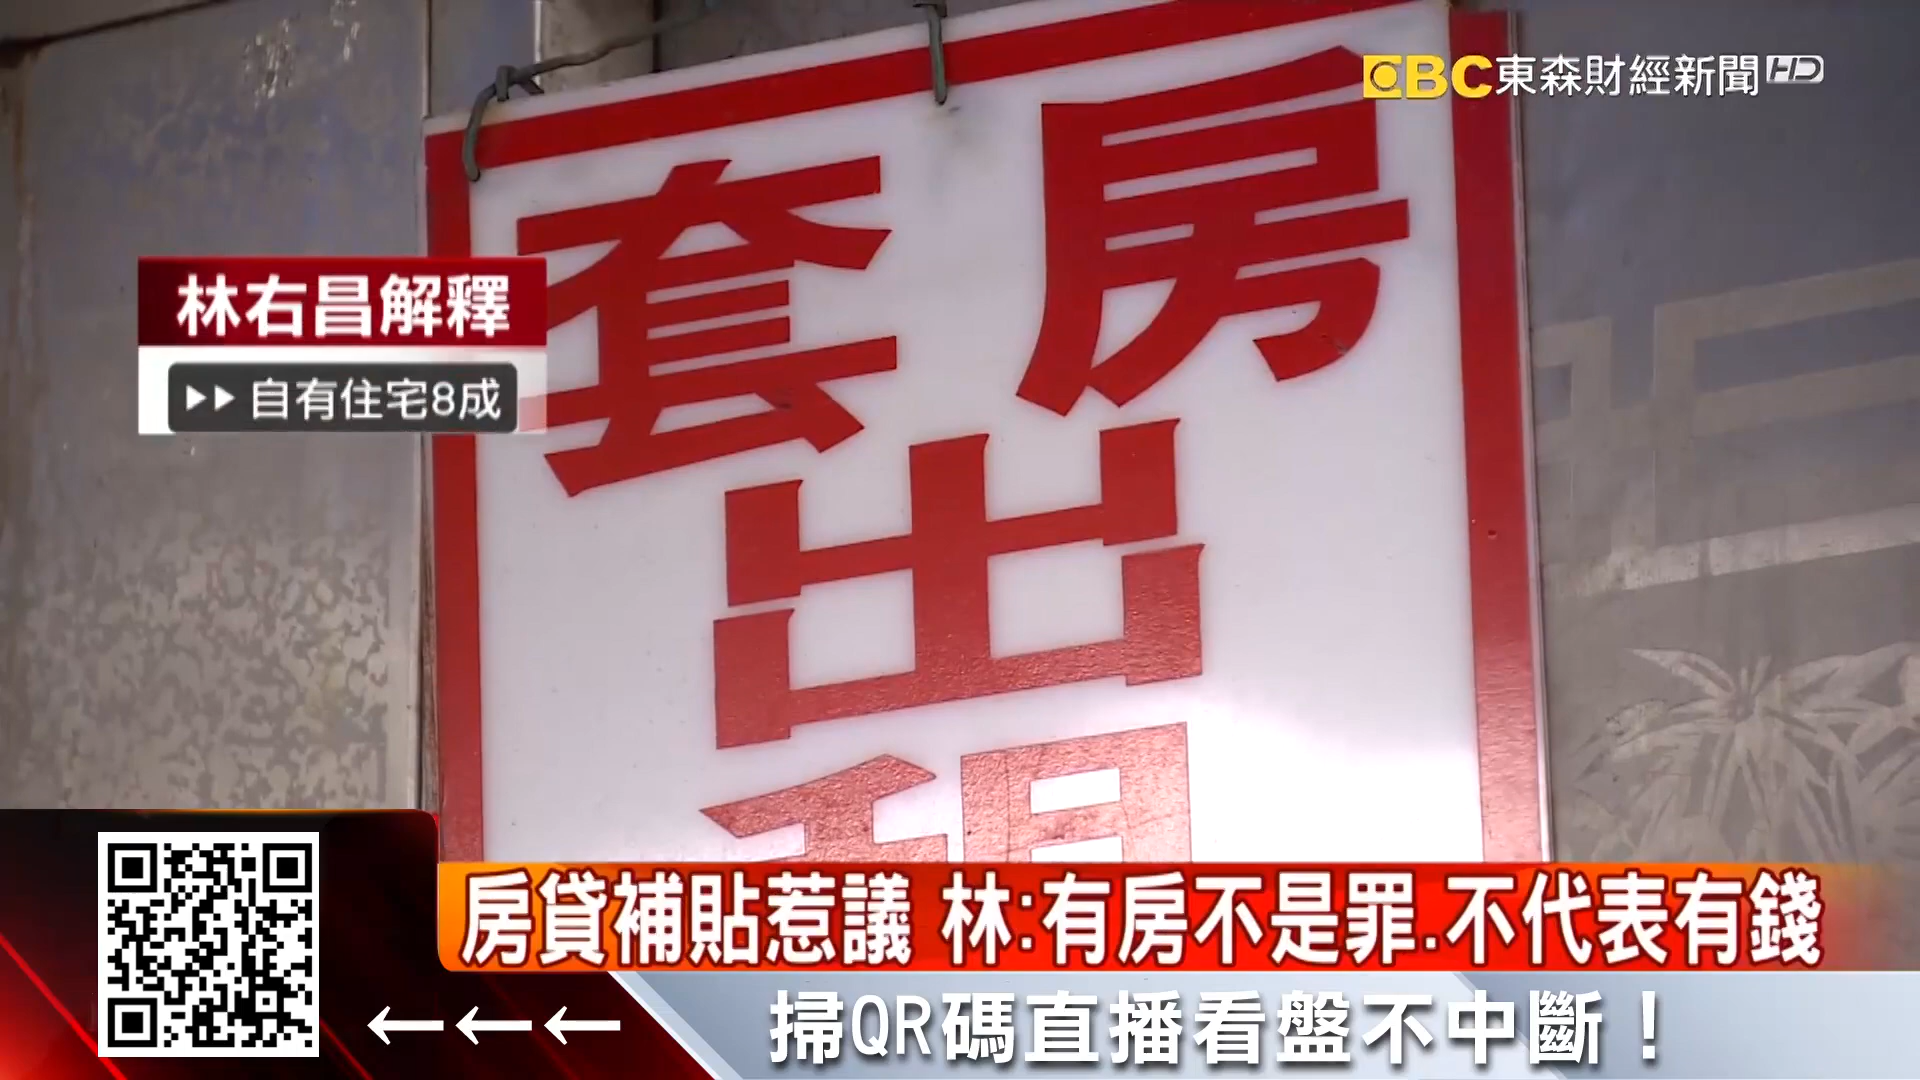 EBC東森財經新聞HD
套房
出
租
林右昌解釋
▶▶自有住宅8成
房貸補貼惹議 林:有房不是罪.不代表有錢
←←←掃QR碼直播看盤不中斷！